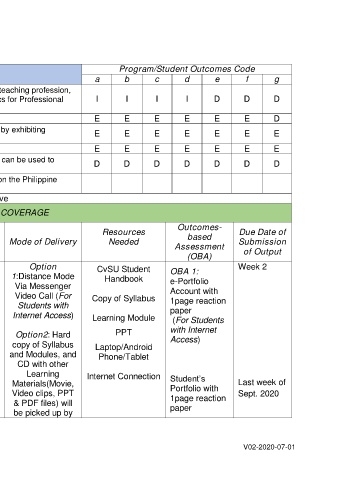 Program/Student Outcomes Code
a b c d e f g
teaching profession,
cs for Professional
I I I I D D D
E E E E E E D
by exhibiting
E E E E E E E
E E E E E E E
can be used to
D D D D D D D
on the Philippine
ve
COVERAGE
Mode of Delivery
Resources
Needed
Outcomes-
based
Assessment
(OBA)
Due Date of
Submission
of Output
Option
1:Distance Mode
Via Messenger
Video Call (For
Students with
Internet Access)
Option2: Hard
copy of Syllabus
and Modules, and
CD with other
Learning
Materials(Movie,
Video clips, PPT
& PDF files) will
be picked up by
CvSU Student
Handbook
Copy of Syllabus
Learning Module
PPT
Laptop/Android
Phone/Tablet
Internet Connection
OBA 1:
e-Portfolio
Account with
1page reaction
paper
(For Students
with Internet
Access)
Student's
Portfolio with
1page reaction
paper
Week 2
Last week of
Sept. 2020
V02-2020-07-01